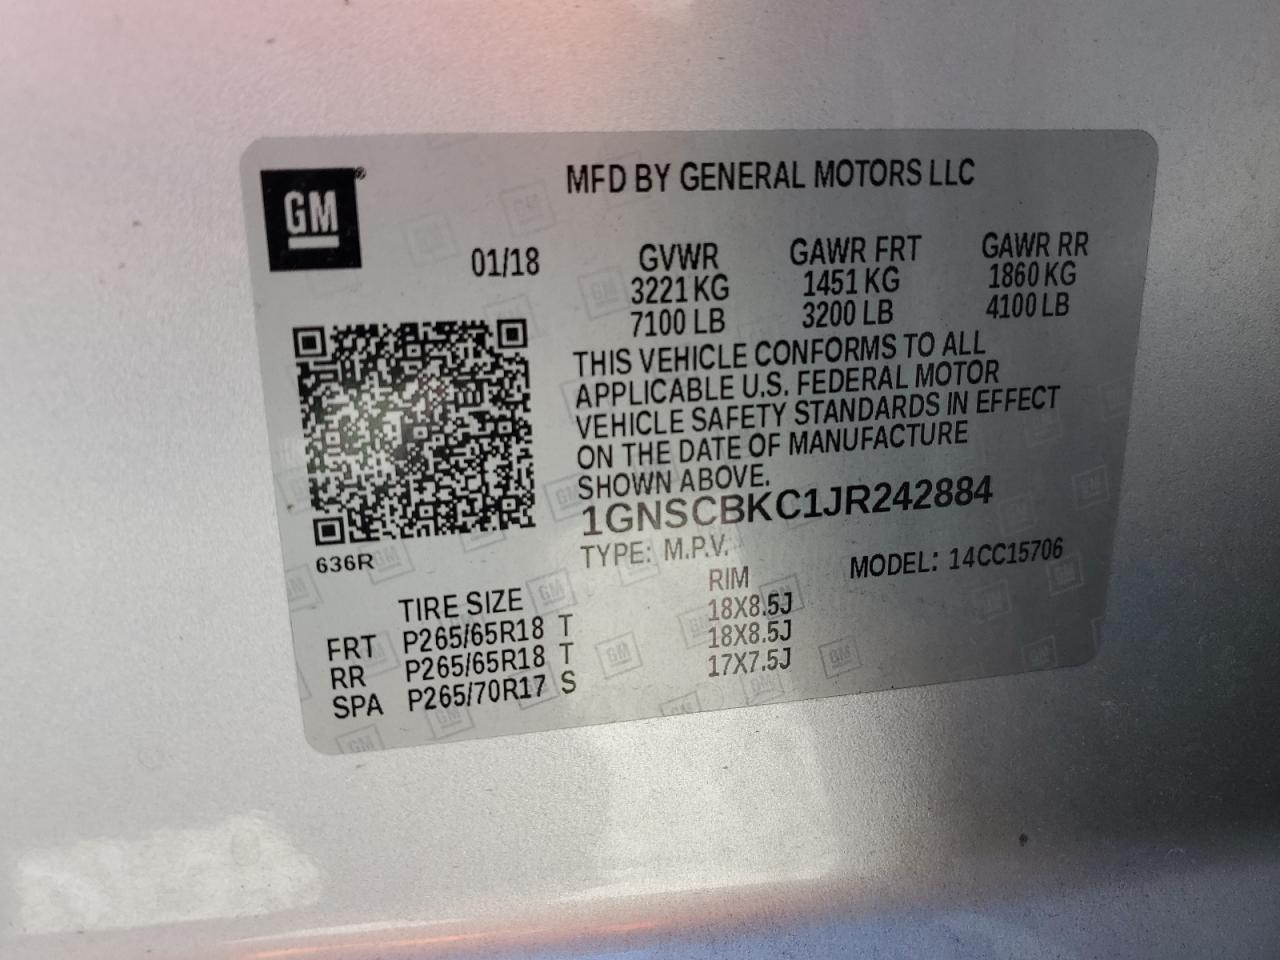 GM®
MFD BY GENERAL MOTORS LLC
01/18
GVWR GAWR FRT GAWR RR
3221 KG 1451 KG 1860 KG
7100 LB 3200 LB 4100 LB
THIS VEHICLE CONFORMS TO ALL
APPLICABLE U.S. FEDERAL MOTOR
VEHICLE SAFETY STANDARDS IN EFFECT
ON THE DATE OF MANUFACTURE
SHOWN ABOVE.
1GNSCBKC1JR242884
TYPE: M.P.V. MODEL: 14CC15706
636R
TIRE SIZE RIM
FRT P265/65R18 T 18X8.5J
RR P265/65R18 T 18X8.5J
SPA P265/70R17 S 17X7.5J